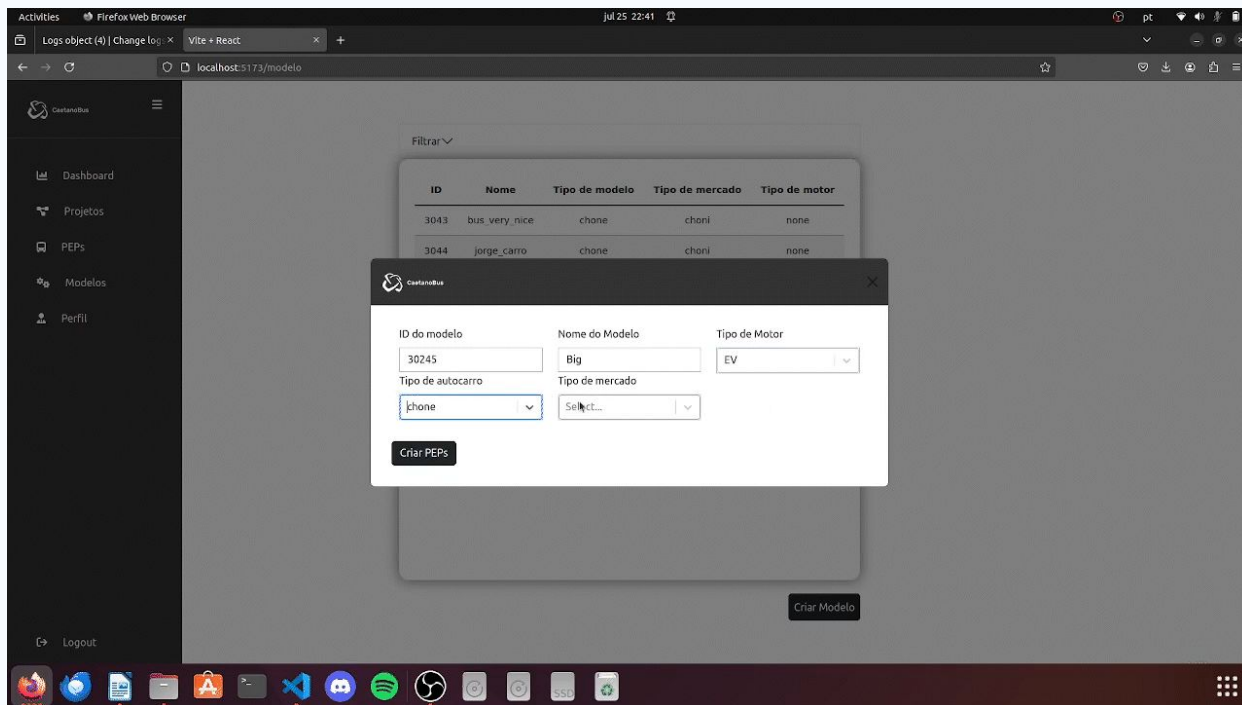 Activities Firefox Web Browser jul 25 22:41 pt
Logs object (4) | Change log: × Vite + React × +
localhost:5173/modelo
CaetanoBus
Dashboard
Projetos
PEPs
Modelos
Perfil
Logout
Filtrar
ID Nome Tipo de modelo Tipo de mercado Tipo de motor
3043 bus_very_nice chone choni none
3044 jorge_carro chone choni none
CaetanoBus
ID do modelo Nome do Modelo Tipo de Motor
30245 Big EV
Tipo de autocarro Tipo de mercado
chone Select...
Criar PEPs
Criar Modelo
SSD